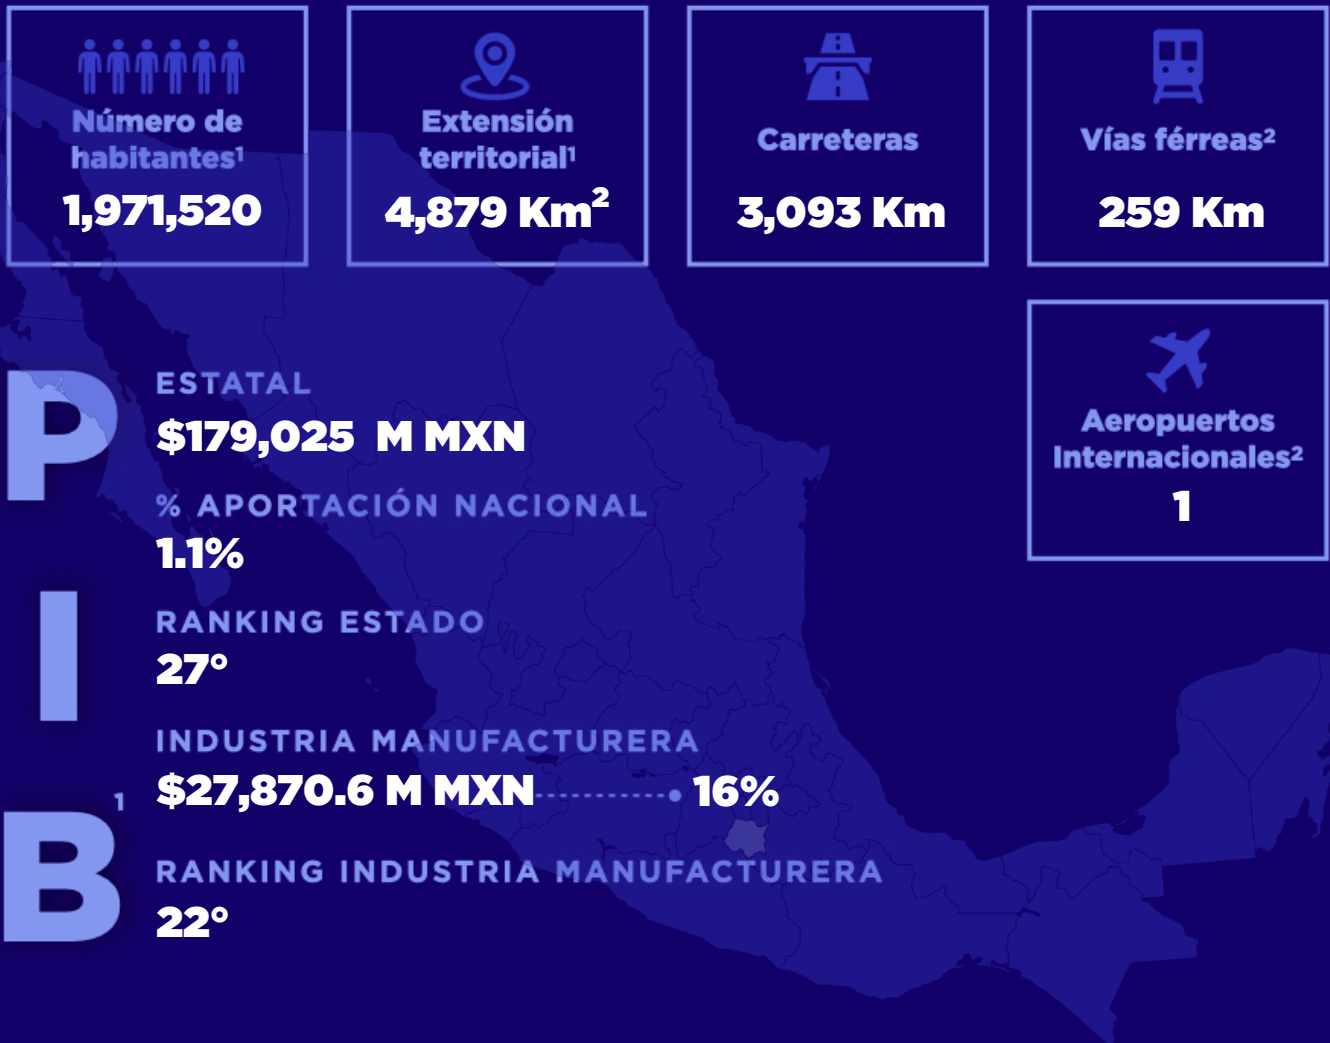 Número de
habitantes¹
1,971,520
Extensión
territorial¹
4,879 Km²
Carreteras
3,093 Km
Vías férreas²
259 Km
Aeropuertos
Internacionales²
1
PIB¹
ESTATAL
$179,025 M MXN
% APORTACIÓN NACIONAL
1.1%
RANKING ESTADO
27°
INDUSTRIA MANUFACTURERA
$27,870.6 M MXN 16%
RANKING INDUSTRIA MANUFACTURERA
22°